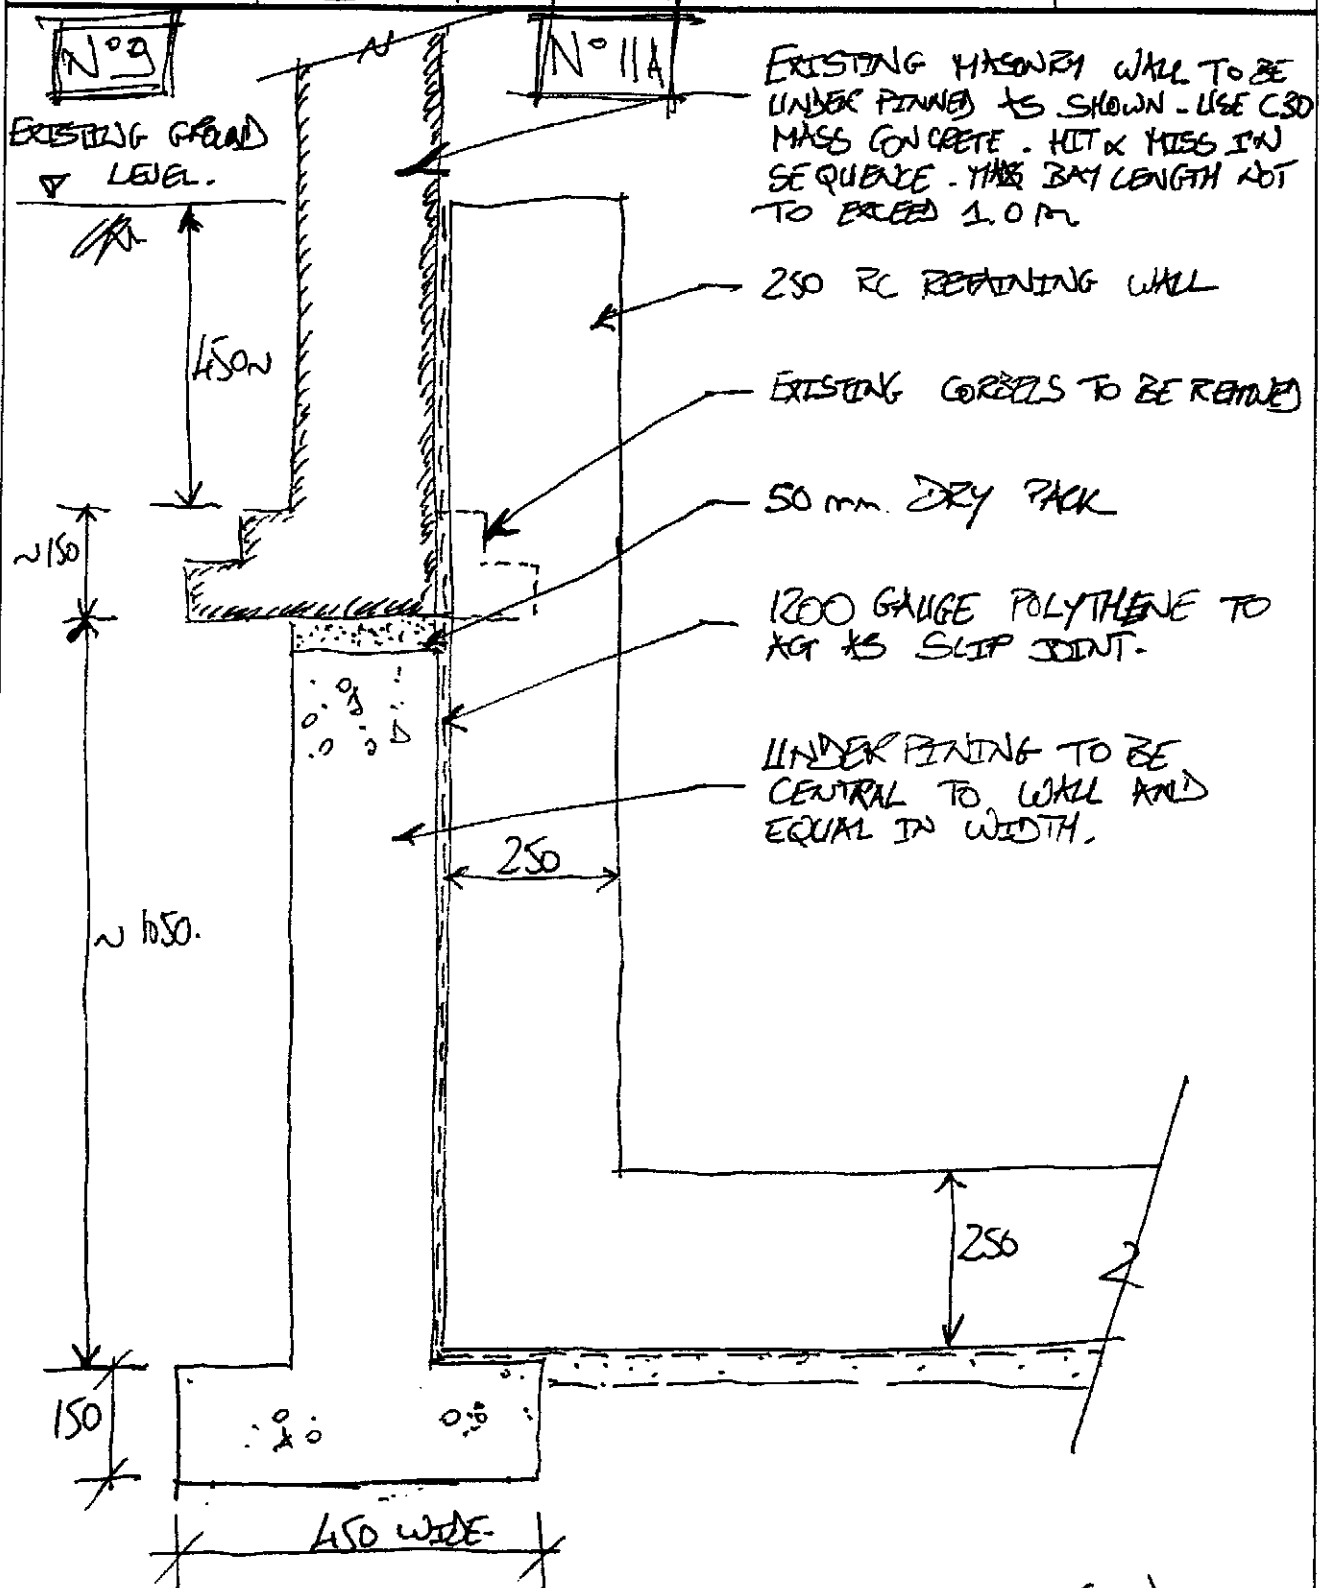 N° 9
N° 11A
EXISTING GROUND
LEVEL.
EXISTING MASONRY WALL TO BE
UNDER PINNED AS SHOWN - USE C30
MASS CONCRETE. HIT & MISS IN
SEQUENCE. MAX BAY LENGTH NOT
TO EXCEED 1.0 m
250 RC RETAINING WALL
450~
EXISTING CORBELS TO BE REMOVED
50 mm. DRY PACK
~150
1200 GAUGE POLYTHENE TO
ACT AS SLIP JOINT.
UNDER PINING TO BE
CENTRAL TO WALL AND
EQUAL IN WIDTH.
250
~ 1050.
250
150
450 WIDE-